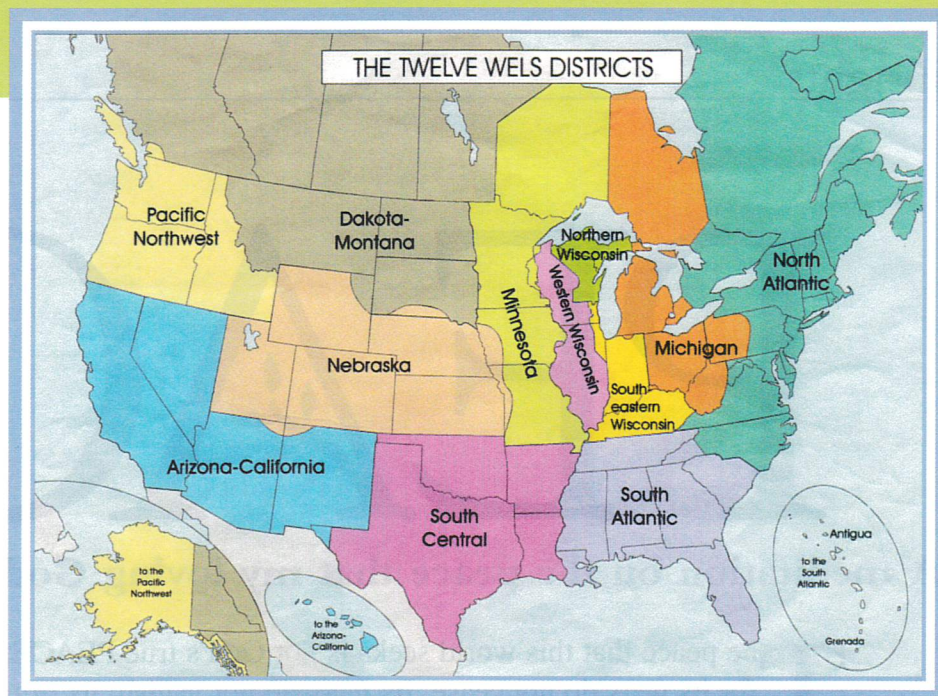 THE TWELVE WELS DISTRICTS
Pacific
Northwest
Dakota-
Montana
Northern
Wisconsin
Western Wisconsin
North
Atlantic
Minnesota
Nebraska
Michigan
South-
eastern
Wisconsin
Arizona-California
South
Central
South
Atlantic
to the
Pacific
Northwest
to the
Arizona-
California
Antigua
to the
South
Atlantic
Grenada